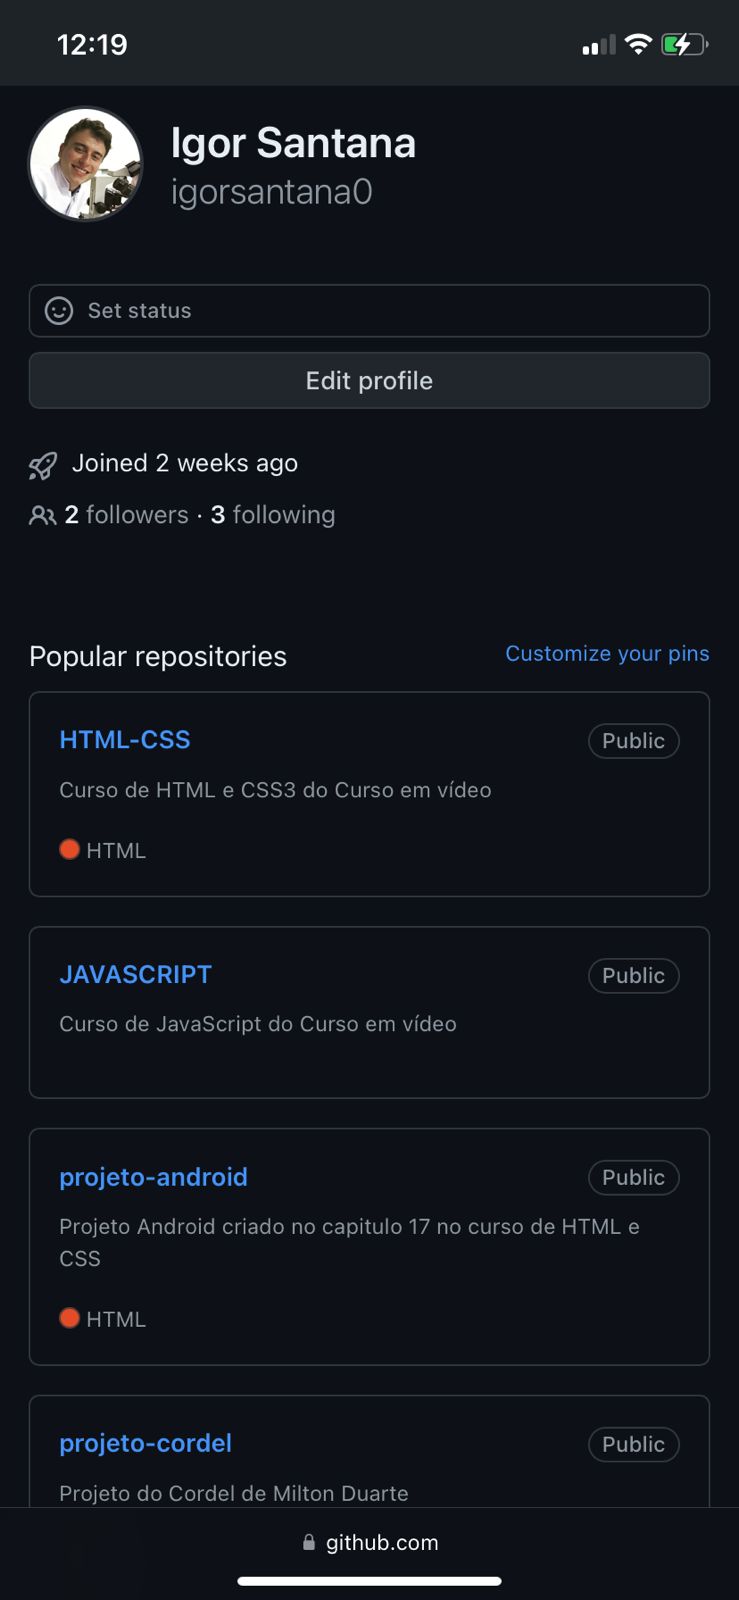 12:19
Igor Santana
igorsantana0
Set status
Edit profile
Joined 2 weeks ago
2 followers · 3 following
Popular repositories
Customize your pins
HTML-CSS
Public
Curso de HTML e CSS3 do Curso em vídeo
HTML
JAVASCRIPT
Public
Curso de JavaScript do Curso em vídeo
projeto-android
Public
Projeto Android criado no capitulo 17 no curso de HTML e
CSS
HTML
projeto-cordel
Public
Projeto do Cordel de Milton Duarte
github.com